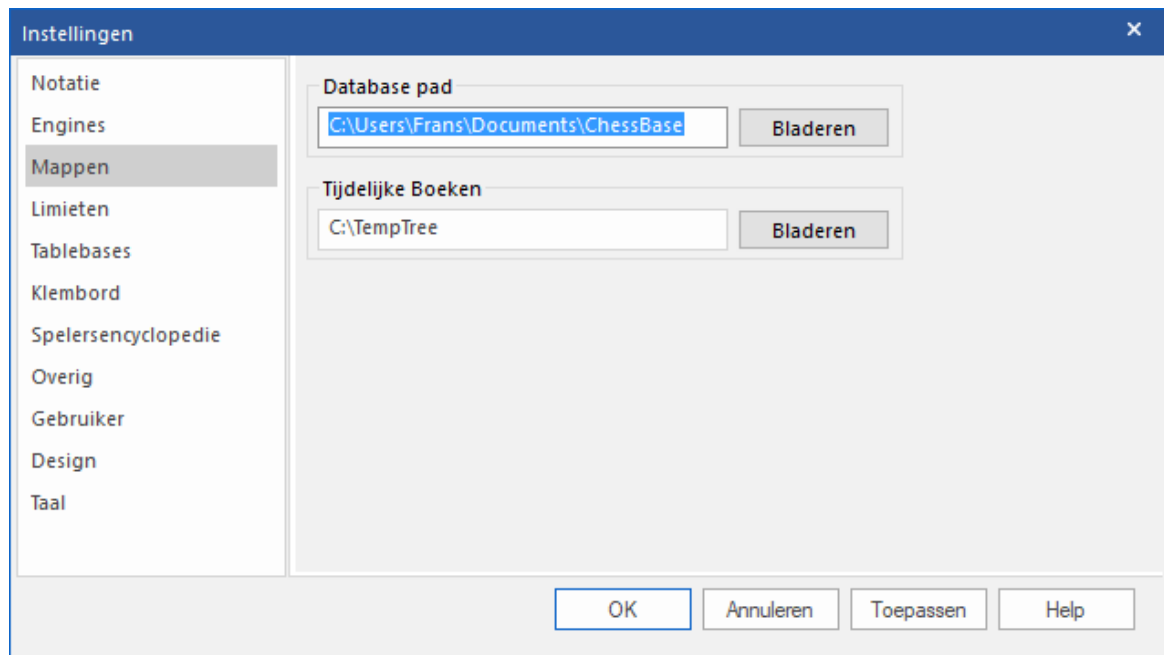 Instellingen
Notatie
Engines
Mappen
Limieten
Tablebases
Klembord
Spelersencyclopedie
Overig
Gebruiker
Design
Taal
Database pad
C:\Users\Frans\Documents\ChessBase
Bladeren
Tijdelijke Boeken
C:\TempTree
Bladeren
OK
Annuleren
Toepassen
Help